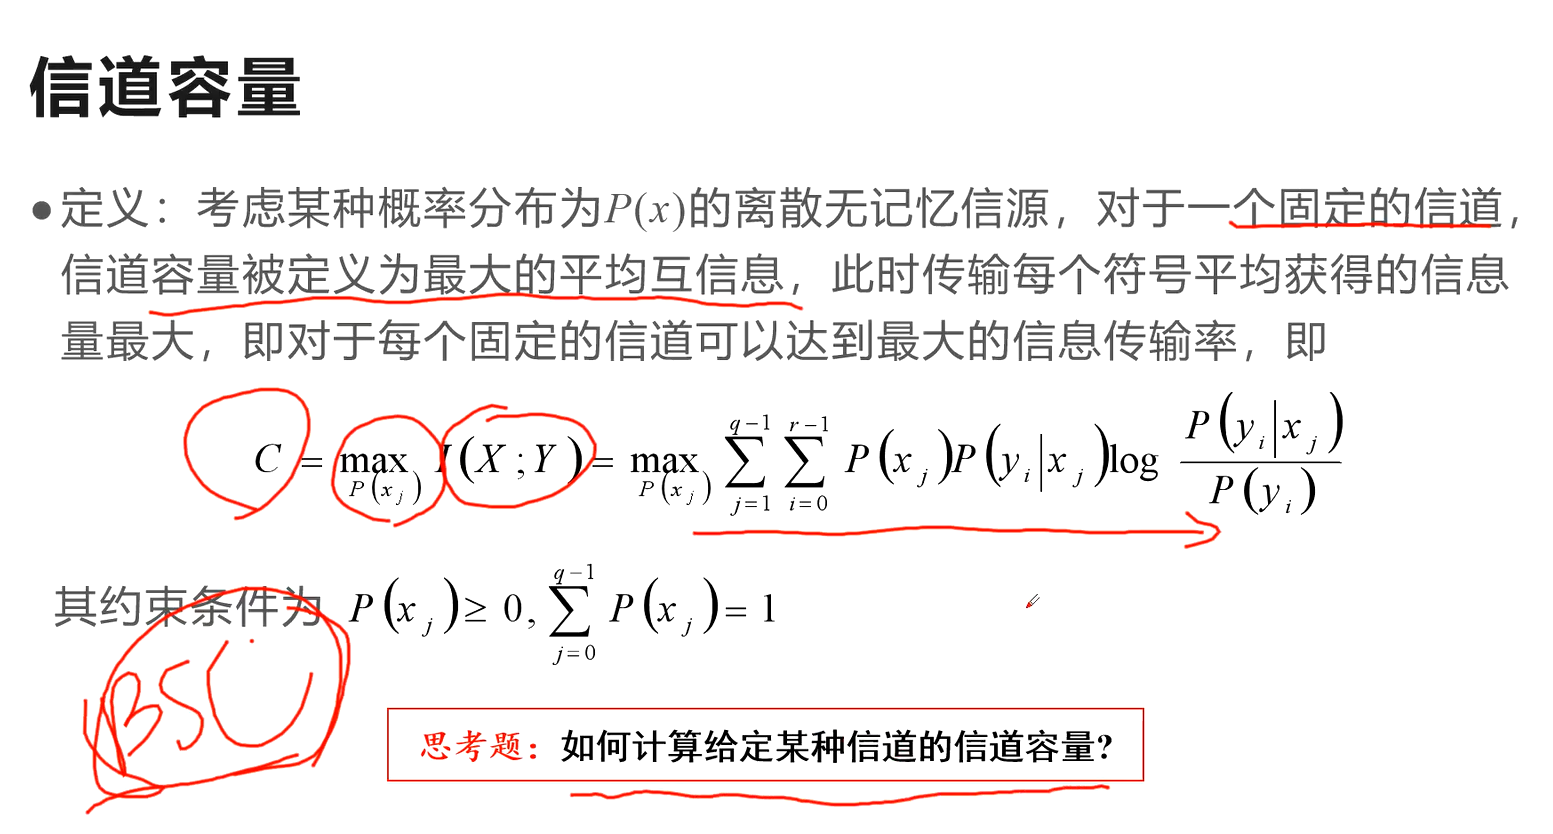 信道容量
●定义：考虑某种概率分布为P(x)的离散无记忆信源，对于一个固定的信道，
信道容量被定义为最大的平均互信息，此时传输每个符号平均获得的信息
量最大，即对于每个固定的信道可以达到最大的信息传输率，即
C = max_{P(x_j)} I(X;Y) = max_{P(x_j)} ∑_{j=1}^{q-1} ∑_{i=0}^{r-1} P(x_j)P(y_i|x_j)log \frac{P(y_i|x_j)}{P(y_i)}
其约束条件为 P(x_j) ≥ 0, ∑_{j=0}^{q-1} P(x_j) = 1
BS
思考题：如何计算给定某种信道的信道容量?